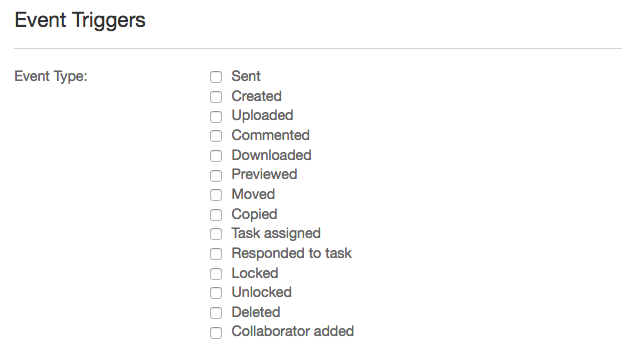 Event Triggers
Event Type:
Sent
Created
Uploaded
Commented
Downloaded
Previewed
Moved
Copied
Task assigned
Responded to task
Locked
Unlocked
Deleted
Collaborator added